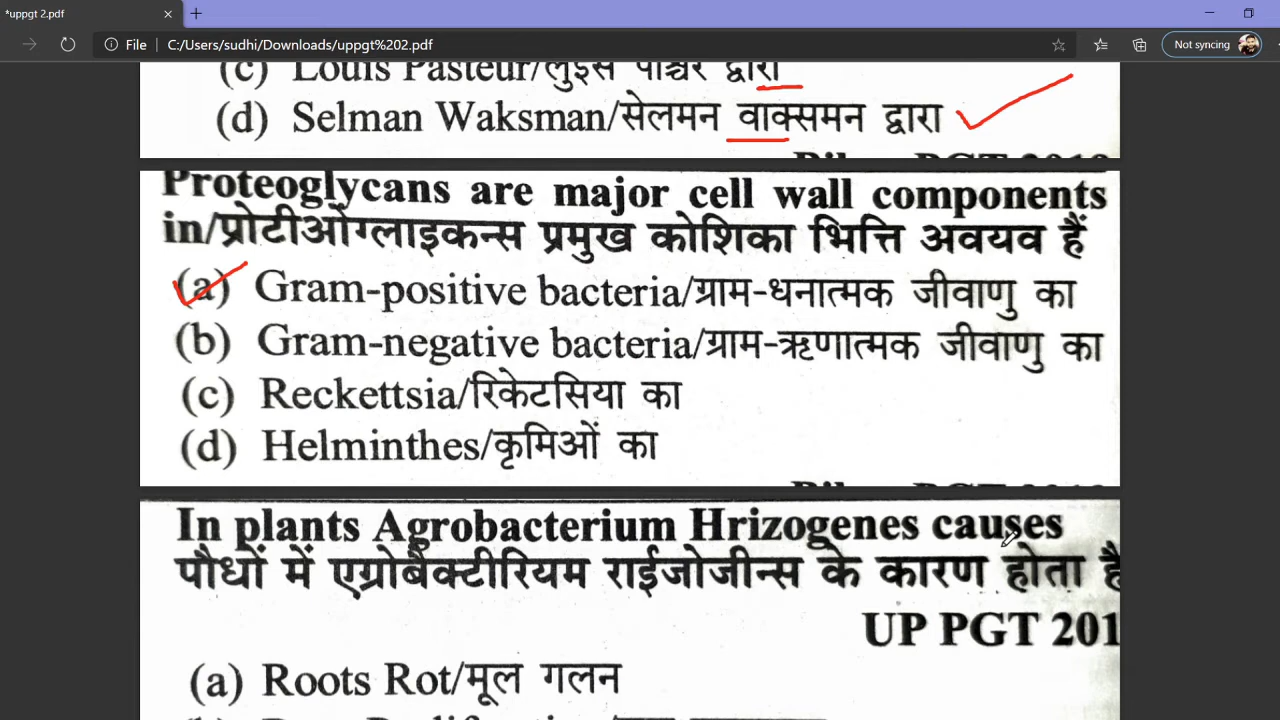 *uppgt 2.pdf
File C:/Users/sudhi/Downloads/uppgt%202.pdf Not syncing
(c) Louis Pasteur/लुइस पाश्चर द्वारा
(d) Selman Waksman/सेलमन वाक्समन द्वारा
Proteoglycans are major cell wall components
in/प्रोटीओग्लाइकन्स प्रमुख कोशिका भित्ति अवयव हैं
(a) Gram-positive bacteria/ग्राम-धनात्मक जीवाणु का
(b) Gram-negative bacteria/ग्राम-ऋणात्मक जीवाणु का
(c) Reckettsia/रिकेटसिया का
(d) Helminthes/कृमिओं का
In plants Agrobacterium Hrizogenes causes
पौधों में एग्रोबैक्टीरियम राईजोजीन्स के कारण होता है
UP PGT 201
(a) Roots Rot/मूल गलन